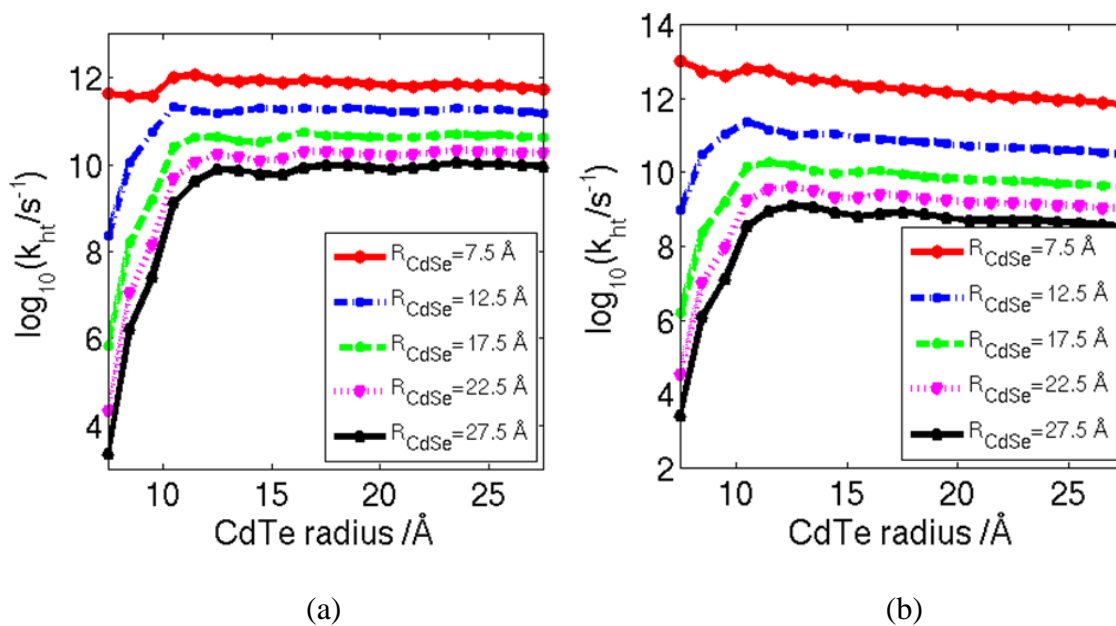 12
10
8
6
4
10
15
20
25
log10(kht/s-1)
CdTe radius /Å
RCdSe=7.5 Å
RCdSe=12.5 Å
RCdSe=17.5 Å
RCdSe=22.5 Å
RCdSe=27.5 Å
(a)
14
12
10
8
6
4
2
10
15
20
25
log10(kht/s-1)
CdTe radius /Å
RCdSe=7.5 Å
RCdSe=12.5 Å
RCdSe=17.5 Å
RCdSe=22.5 Å
RCdSe=27.5 Å
(b)